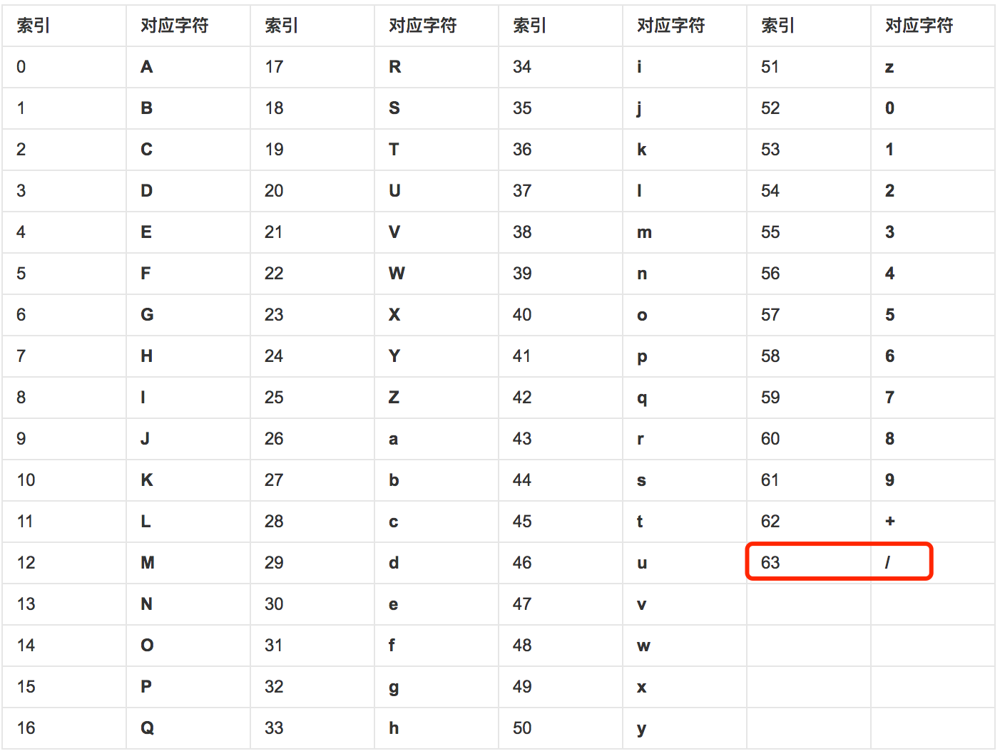 索引 对应字符 索引 对应字符 索引 对应字符 索引 对应字符
0 A 17 R 34 i 51 z
1 B 18 S 35 j 52 0
2 C 19 T 36 k 53 1
3 D 20 U 37 l 54 2
4 E 21 V 38 m 55 3
5 F 22 W 39 n 56 4
6 G 23 X 40 o 57 5
7 H 24 Y 41 p 58 6
8 I 25 Z 42 q 59 7
9 J 26 a 43 r 60 8
10 K 27 b 44 s 61 9
11 L 28 c 45 t 62 +
12 M 29 d 46 u 63 /
13 N 30 e 47 v
14 O 31 f 48 w
15 P 32 g 49 x
16 Q 33 h 50 y